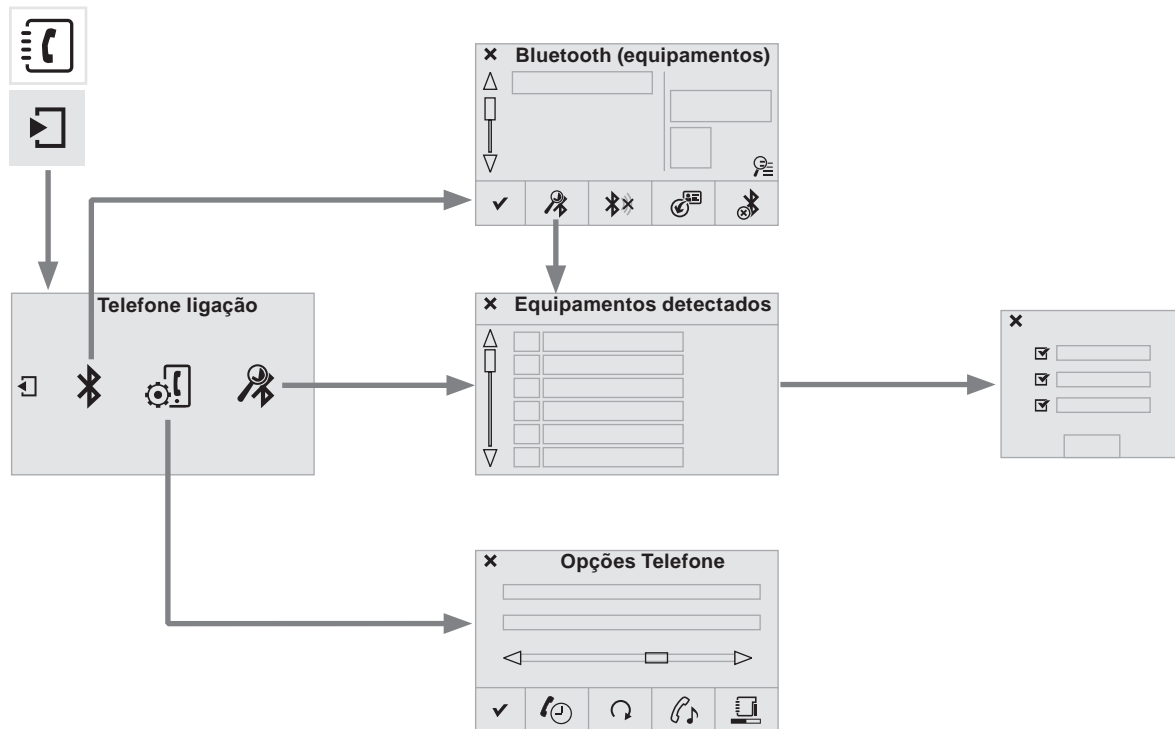 Bluetooth (equipamentos)
Telefone ligação
Equipamentos detectados
Opções Telefone